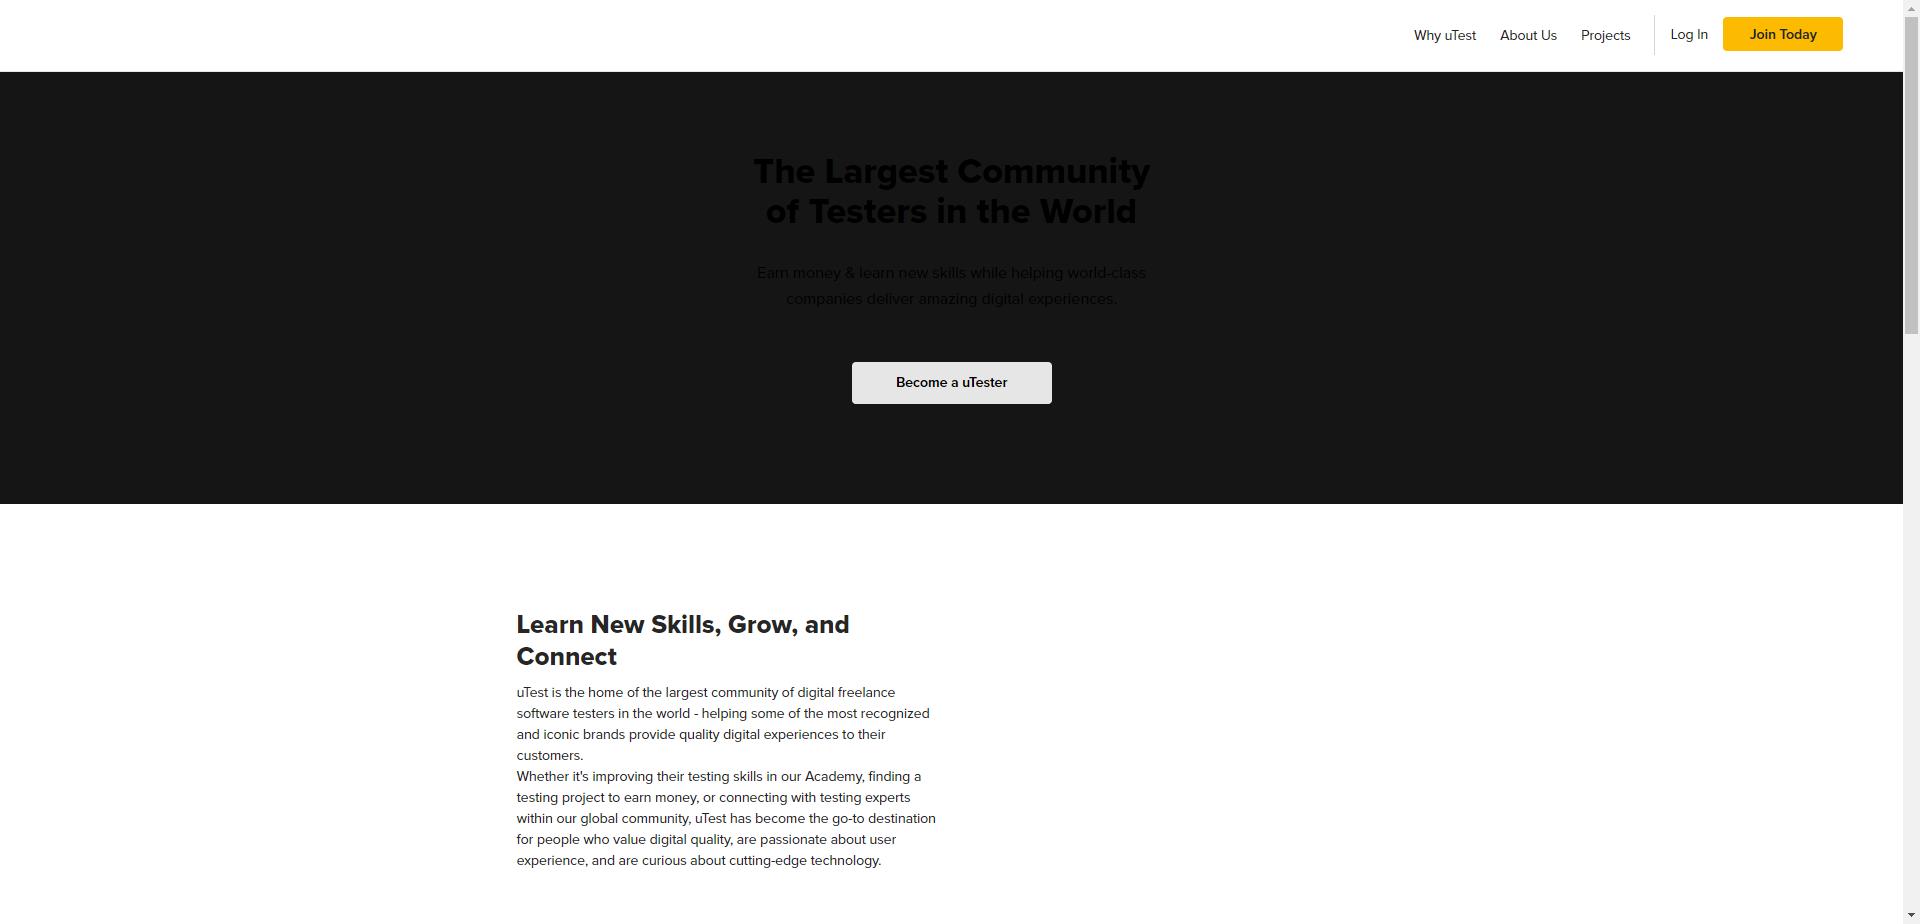 Why uTest
About Us
Projects
Log In
Join Today
The Largest Community
of Testers in the World
Earn money & learn new skills while helping world-class
companies deliver amazing digital experiences.
Become a uTester
Learn New Skills, Grow, and
Connect
uTest is the home of the largest community of digital freelance
software testers in the world - helping some of the most recognized
and iconic brands provide quality digital experiences to their
customers.
Whether it's improving their testing skills in our Academy, finding a
testing project to earn money, or connecting with testing experts
within our global community, uTest has become the go-to destination
for people who value digital quality, are passionate about user
experience, and are curious about cutting-edge technology.